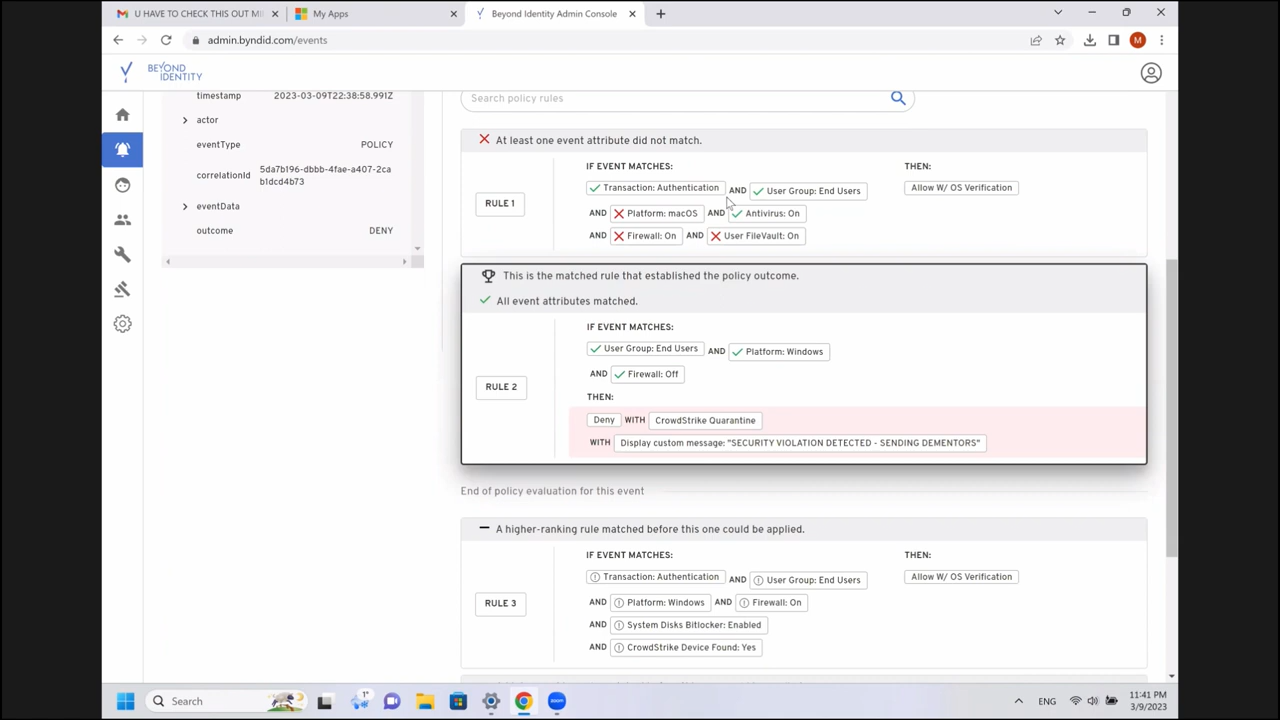 U HAVE TO CHECK THIS OUT MI
My Apps
Beyond Identity Admin Console
admin.byndid.com/events
M
BEYOND
IDENTITY
timestamp 2023-03-09T22:38:58.991Z
actor
eventType POLICY
correlationId 5da7b196-dbbb-4fae-a407-2ca
b1dcd4b73
eventData
outcome DENY
Search policy rules
At least one event attribute did not match.
RULE 1
IF EVENT MATCHES:
Transaction: Authentication AND User Group: End Users
AND Platform: macOS AND Antivirus: On
AND Firewall: On AND User FileVault: On
THEN:
Allow W/ OS Verification
This is the matched rule that established the policy outcome.
All event attributes matched.
RULE 2
IF EVENT MATCHES:
User Group: End Users AND Platform: Windows
AND Firewall: Off
THEN:
Deny WITH CrowdStrike Quarantine
WITH Display custom message: "SECURITY VIOLATION DETECTED - SENDING DEMENTORS"
End of policy evaluation for this event
A higher-ranking rule matched before this one could be applied.
RULE 3
IF EVENT MATCHES:
Transaction: Authentication AND User Group: End Users
AND Platform: Windows AND Firewall: On
AND System Disks Bitlocker: Enabled
AND CrowdStrike Device Found: Yes
THEN:
Allow W/ OS Verification
Search
1°
ENG
11:41 PM
3/9/2023